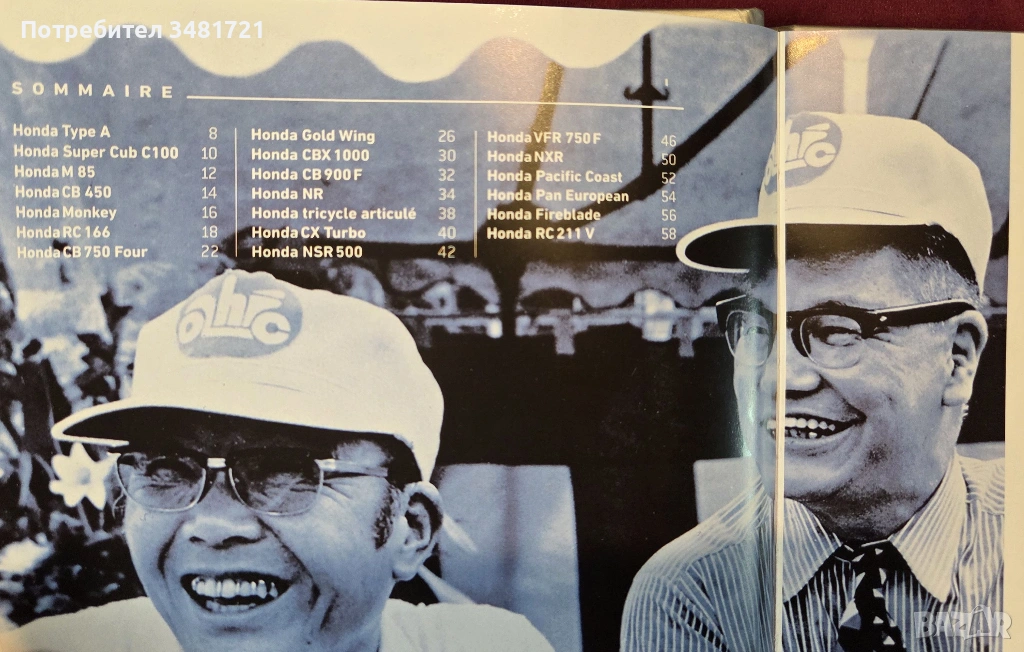 Потребител 3481721
SOMMAIRE
Honda Type A 8
Honda Super Cub C100 10
Honda M 85 12
Honda CB 450 14
Honda Monkey 16
Honda RC 166 18
Honda CB 750 Four 22
Honda Gold Wing 26
Honda CBX 1000 30
Honda CB 900 F 32
Honda NR 34
Honda tricycle articulé 38
Honda CX Turbo 40
Honda NSR 500 42
Honda VFR 750 F 46
Honda NXR 50
Honda Pacific Coast 52
Honda Pan European 54
Honda Fireblade 56
Honda RC 211 V 58
BAZAR